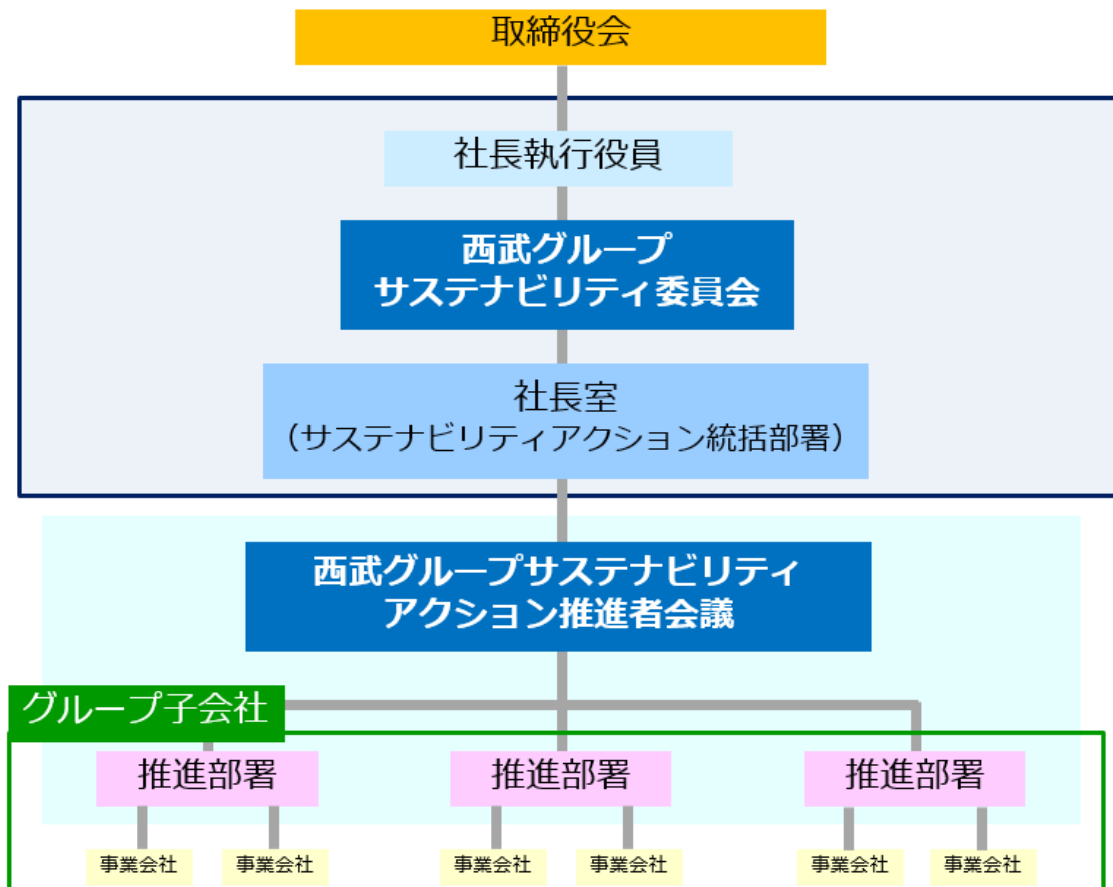 取締役会
社長執行役員
西武グループ
サステナビリティ委員会
社長室
（サステナビリティアクション統括部署）
西武グループサステナビリティ
アクション推進者会議
グループ子会社
推進部署 推進部署 推進部署
事業会社 事業会社 事業会社 事業会社 事業会社 事業会社